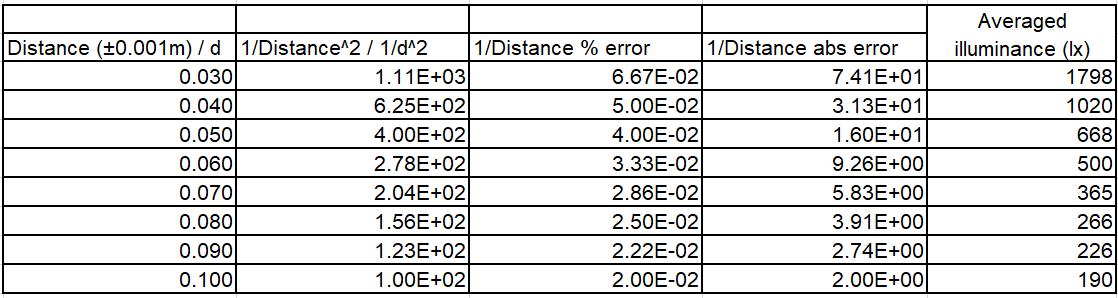 Averaged
Distance (±0.001m) / d 1/Distance^2 / 1/d^2 1/Distance % error 1/Distance abs error illuminance (lx)
0.030 1.11E+03 6.67E-02 7.41E+01 1798
0.040 6.25E+02 5.00E-02 3.13E+01 1020
0.050 4.00E+02 4.00E-02 1.60E+01 668
0.060 2.78E+02 3.33E-02 9.26E+00 500
0.070 2.04E+02 2.86E-02 5.83E+00 365
0.080 1.56E+02 2.50E-02 3.91E+00 266
0.090 1.23E+02 2.22E-02 2.74E+00 226
0.100 1.00E+02 2.00E-02 2.00E+00 190